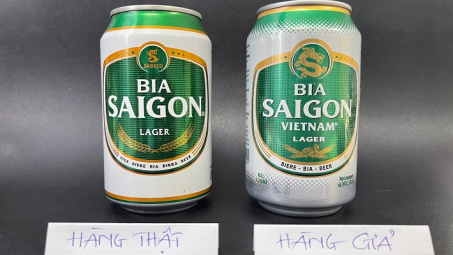 SABECO
BIA
SAIGON
LAGER
BIA
SAIGON
VIETNAM
LAGER
BIERE - BIA - BEER
HÀNG THẬT
HÀNG GIẢ